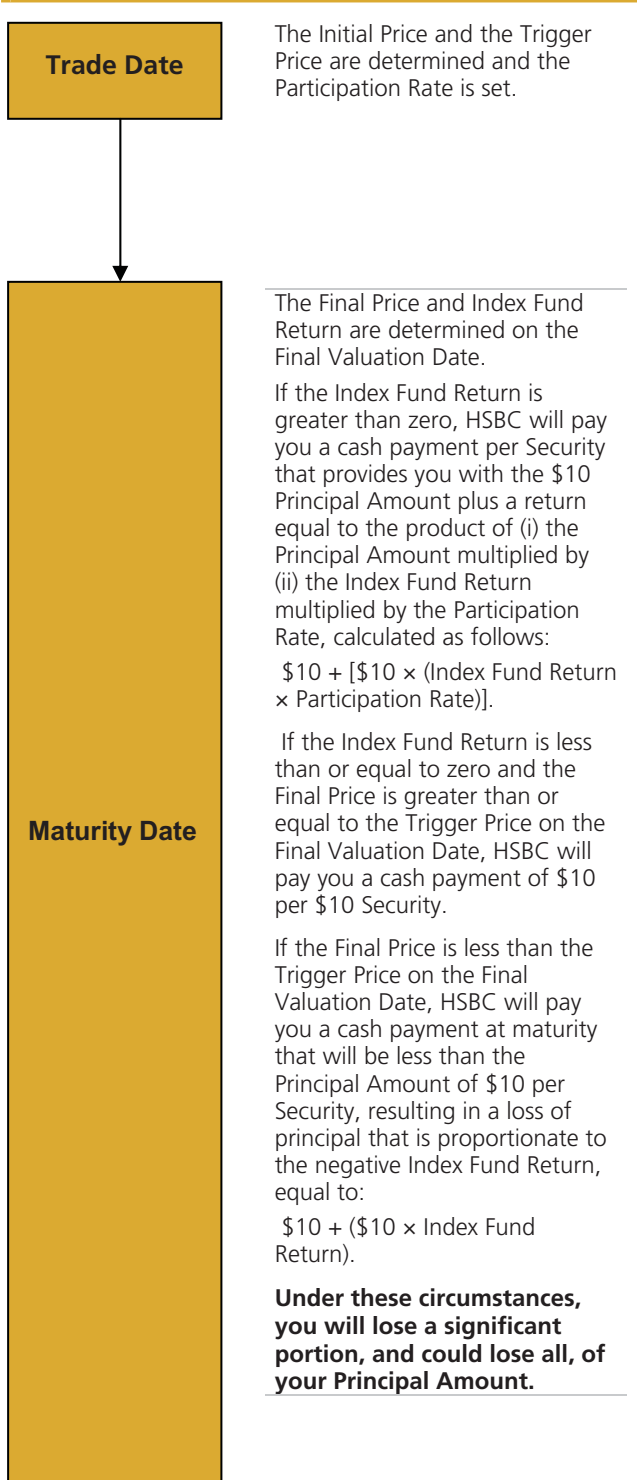 Trade Date
The Initial Price and the Trigger
Price are determined and the
Participation Rate is set.
Maturity Date
The Final Price and Index Fund
Return are determined on the
Final Valuation Date.
If the Index Fund Return is
greater than zero, HSBC will pay
you a cash payment per Security
that provides you with the $10
Principal Amount plus a return
equal to the product of (i) the
Principal Amount multiplied by
(ii) the Index Fund Return
multiplied by the Participation
Rate, calculated as follows:
$10 + [$10 × (Index Fund Return
× Participation Rate)].
If the Index Fund Return is less
than or equal to zero and the
Final Price is greater than or
equal to the Trigger Price on the
Final Valuation Date, HSBC will
pay you a cash payment of $10
per $10 Security.
If the Final Price is less than the
Trigger Price on the Final
Valuation Date, HSBC will pay
you a cash payment at maturity
that will be less than the
Principal Amount of $10 per
Security, resulting in a loss of
principal that is proportionate to
the negative Index Fund Return,
equal to:
$10 + ($10 × Index Fund
Return).
Under these circumstances,
you will lose a significant
portion, and could lose all, of
your Principal Amount.